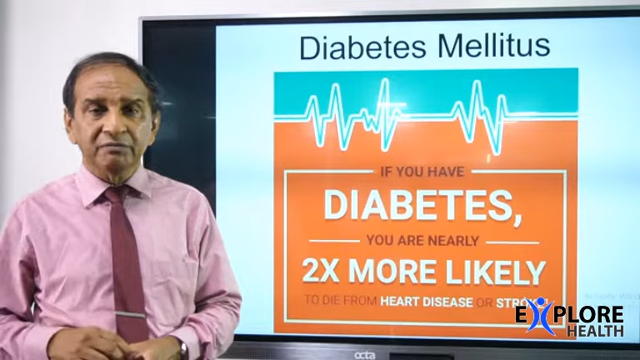 Diabetes Mellitus
IF YOU HAVE
DIABETES,
YOU ARE NEARLY
2X MORE LIKELY
TO DIE FROM HEART DISEASE OR
EXPLORE
HEALTH
octa